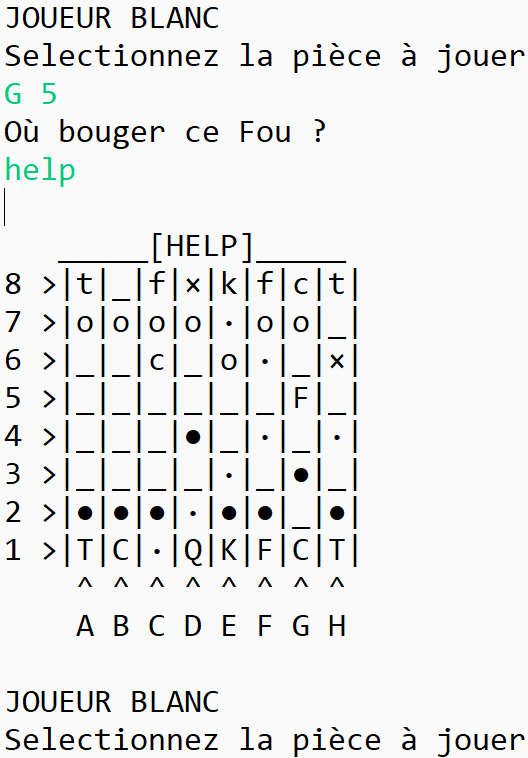 JOUEUR BLANC
Selectionnez la pièce à jouer
G 5
Où bouger ce Fou ?
help
_____[HELP]_____
8 >|t|_|f|×|k|f|c|t|
7 >|o|o|o|o|·|o|o|_|
6 >|_|_|c|_|o|·|_|×|
5 >|_|_|_|_|_|_|F|_|
4 >|_|_|_|●|_|·|_|·|
3 >|_|_|_|_|·|_|●|_|
2 >|●|●|●|·|●|●|_|●|
1 >|T|C|·|Q|K|F|C|T|
^ ^ ^ ^ ^ ^ ^ ^
A B C D E F G H
JOUEUR BLANC
Selectionnez la pièce à jouer